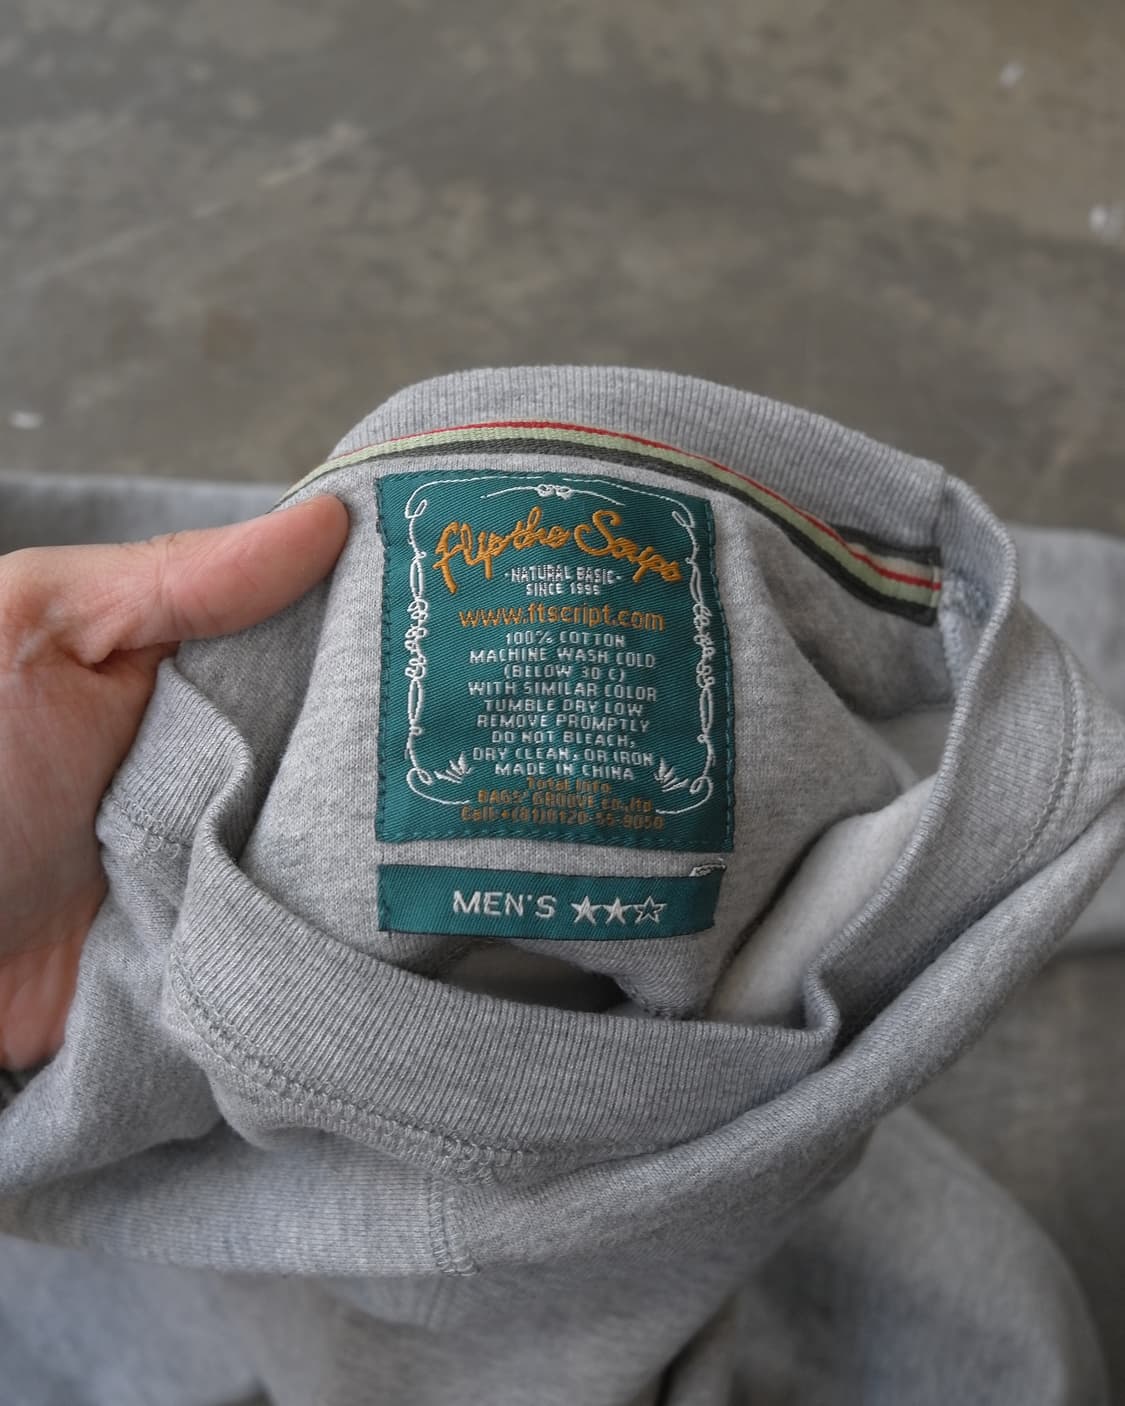 Flip the Scrips
-NATURAL BASIC-
SINCE 1995
www.ftscript.com
100% COTTON
MACHINE WASH COLD
(BELOW 30 C)
WITH SIMILAR COLOR
TUMBLE DRY LOW
REMOVE PROMPTLY
DO NOT BLEACH,
DRY CLEAN, OR IRON
MADE IN CHINA
Total Info
BAGS' GROOVE co.,ltd.
Call:+(81)0120-55-9050
MEN'S ★★☆